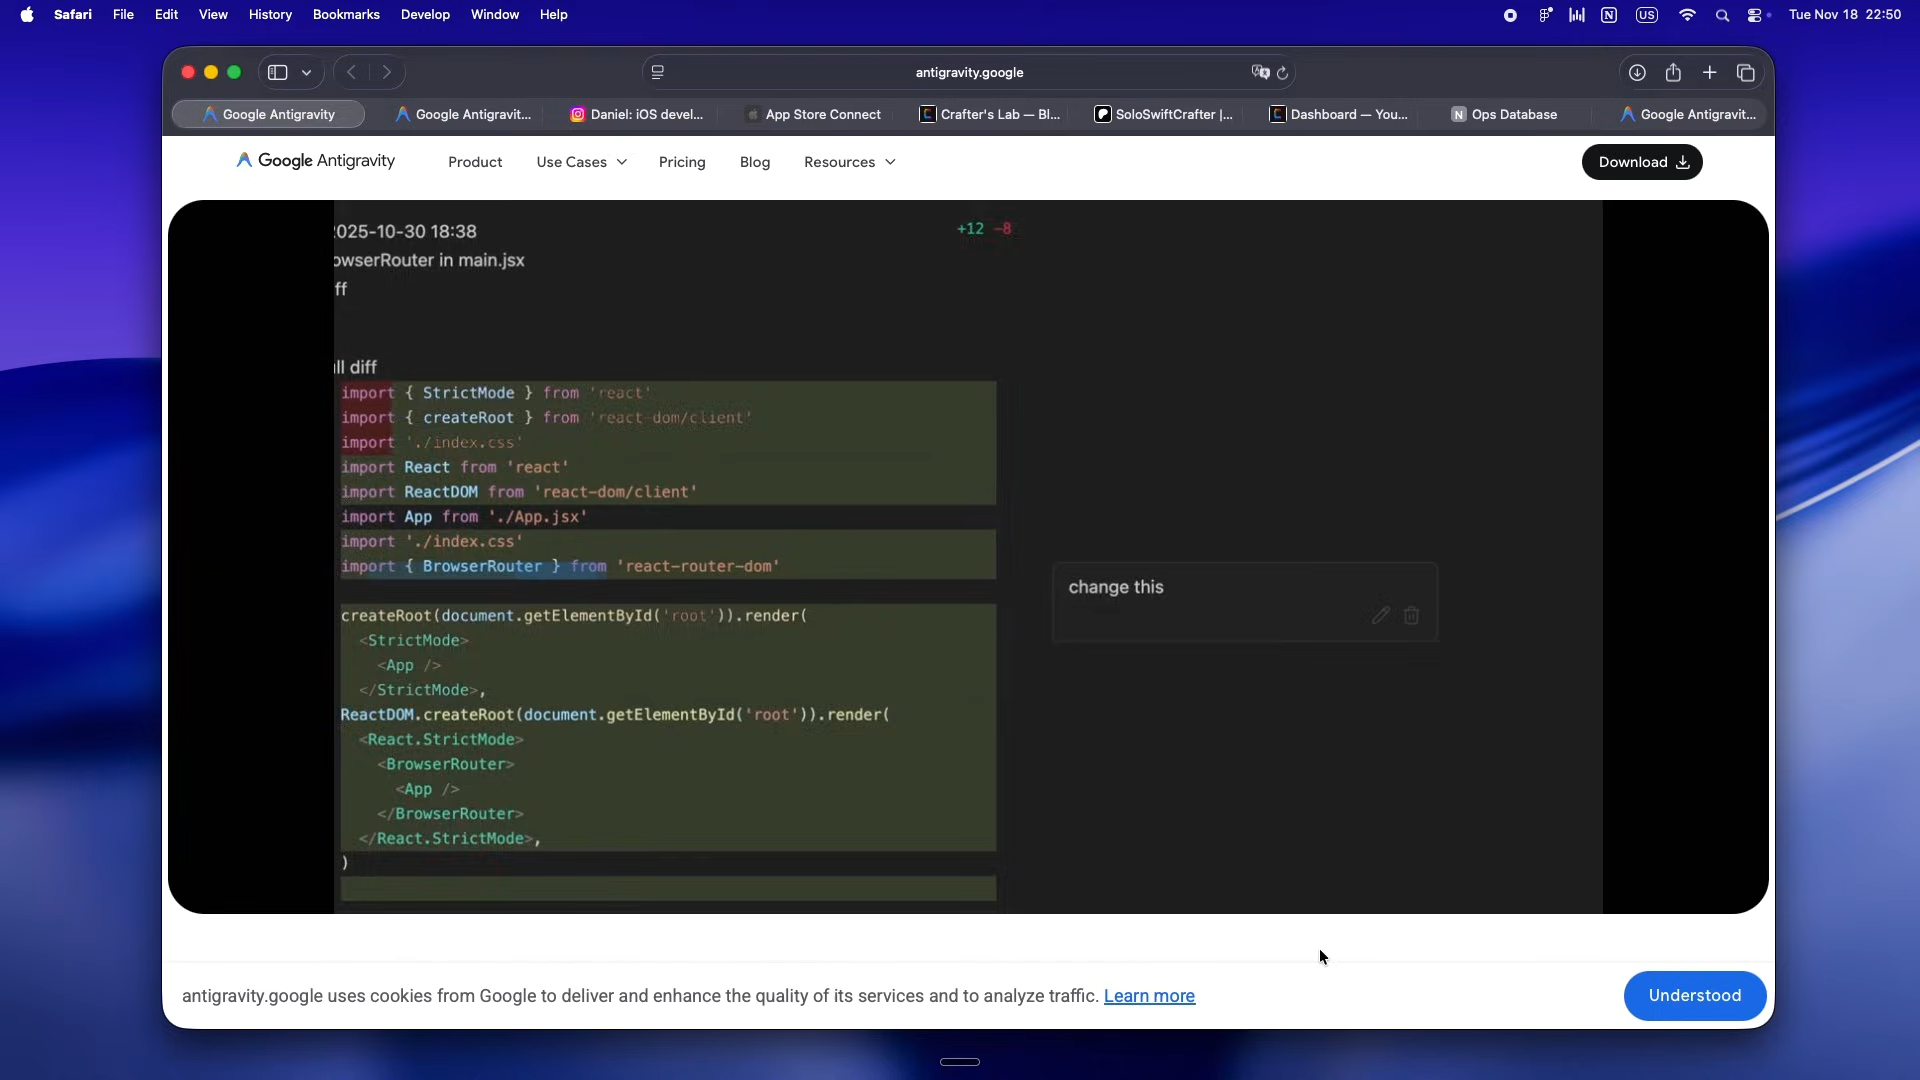 Safari File Edit View History Bookmarks Develop Window Help US Tue Nov 18 22:50
antigravity.google
Google Antigravity Google Antigravit... Daniel: iOS devel... App Store Connect Crafter's Lab — Bl... SoloSwiftCrafter |... Dashboard — You... N Ops Database Google Antigravit...
Google Antigravity Product Use Cases Pricing Blog Resources Download
025-10-30 18:38 +12 -8
owserRouter in main.jsx
ff
ll diff
import { StrictMode } from 'react'
import { createRoot } from 'react-dom/client'
import './index.css'
import React from 'react'
import ReactDOM from 'react-dom/client'
import App from './App.jsx'
import './index.css'
import { BrowserRouter } from 'react-router-dom'
change this
createRoot(document.getElementById('root')).render(
<StrictMode>
<App />
</StrictMode>,
ReactDOM.createRoot(document.getElementById('root')).render(
<React.StrictMode>
<BrowserRouter>
<App />
</BrowserRouter>
</React.StrictMode>,
)
antigravity.google uses cookies from Google to deliver and enhance the quality of its services and to analyze traffic. Learn more
Understood